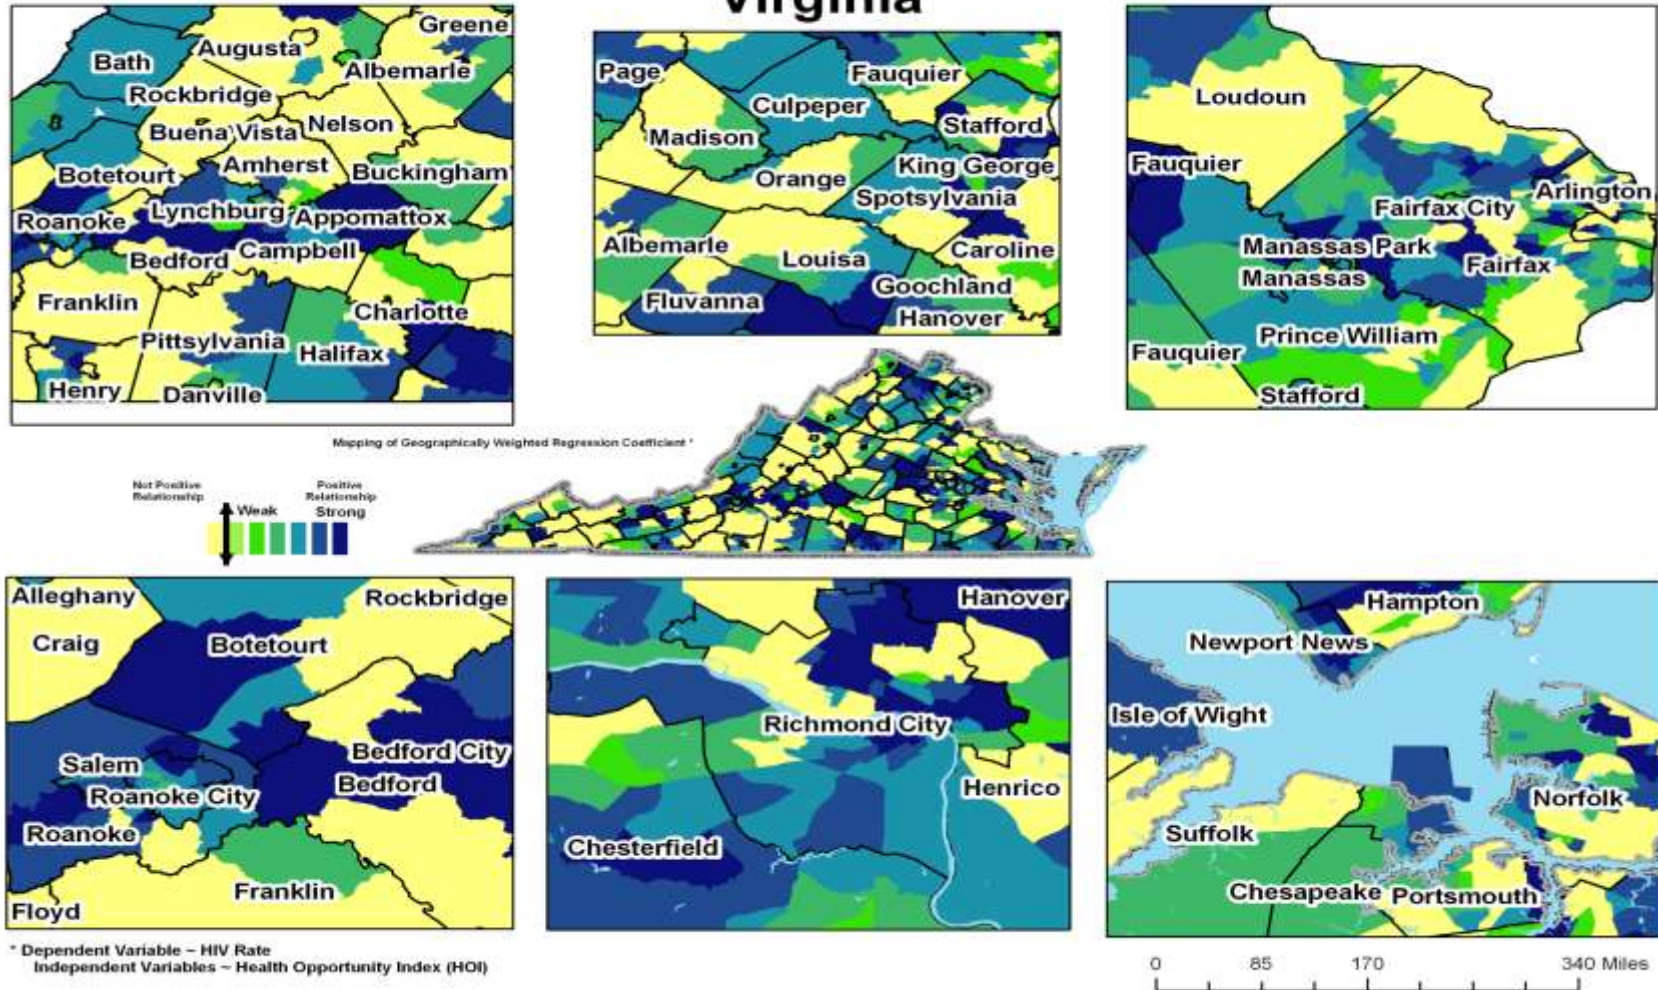 Virginia
Greene
Augusta
Bath
Albemarle
Rockbridge
Nelson
Buena Vista
Amherst
Botetourt
Buckingham
Lynchburg
Appomattox
Roanoke
Campbell
Bedford
Franklin
Charlotte
Pittsylvania
Halifax
Henry
Danville
Page
Fauquier
Culpeper
Stafford
Madison
King George
Orange
Spotsylvania
Albemarle
Caroline
Louisa
Goochland
Fluvanna
Hanover
Loudoun
Fauquier
Arlington
Fairfax City
Manassas Park
Fairfax
Manassas
Prince William
Fauquier
Stafford
Mapping of Geographically Weighted Regression Coefficient *
Not Positive
Relationship
Positive
Relationship
Weak
Strong
Alleghany
Rockbridge
Craig
Botetourt
Bedford City
Salem
Bedford
Roanoke City
Roanoke
Franklin
Floyd
Hanover
Richmond City
Henrico
Chesterfield
Hampton
Newport News
Isle of Wight
Norfolk
Suffolk
Chesapeake
Portsmouth
* Dependent Variable ~ HIV Rate
Independent Variables ~ Health Opportunity Index (HOI)
0 85 170 340 Miles